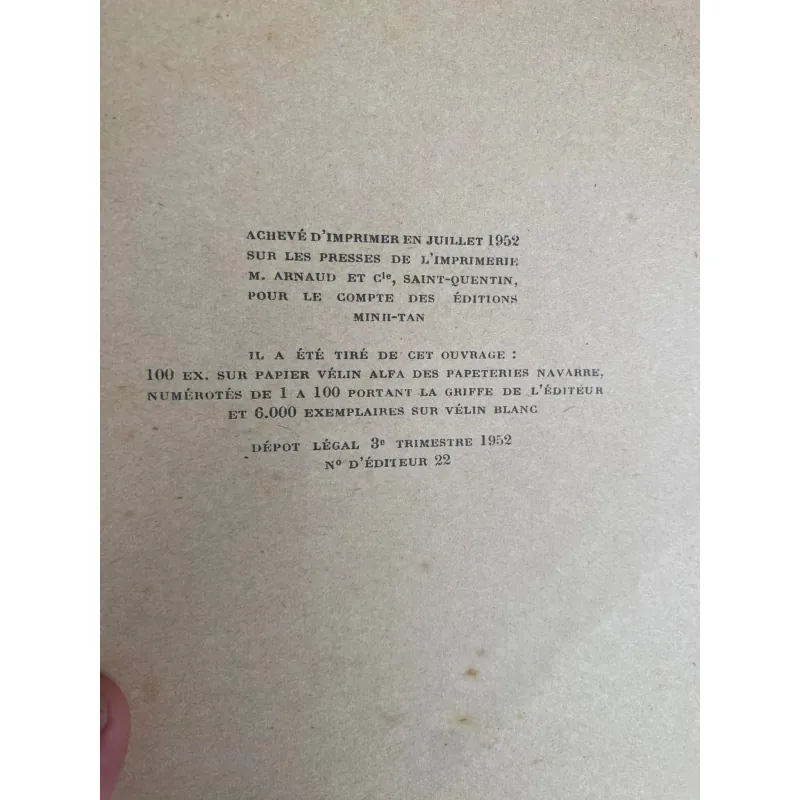 ACHEVÉ D'IMPRIMER EN JUILLET 1952
SUR LES PRESSES DE L'IMPRIMERIE
M. ARNAUD ET Cie, SAINT-QUENTIN,
POUR LE COMPTE DES ÉDITIONS
MINH-TAN
IL A ÉTÉ TIRÉ DE CET OUVRAGE :
100 EX. SUR PAPIER VÉLIN ALFA DES PAPETERIES NAVARRE,
NUMÉROTÉS DE 1 A 100 PORTANT LA GRIFFE DE L'ÉDITEUR
ET 6.000 EXEMPLAIRES SUR VÉLIN BLANC
DÉPOT LÉGAL 3e TRIMESTRE 1952
No D'ÉDITEUR 22